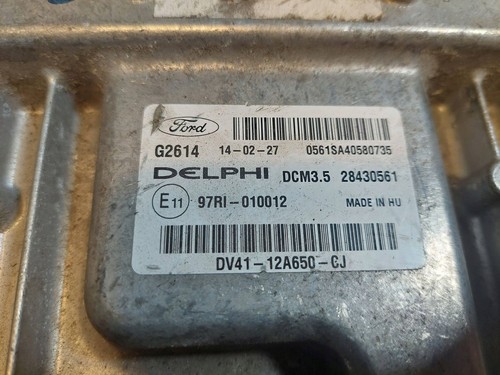 Ford
G2614 14-02-27 0561SA40580735
DELPHI DCM3.5 28430561
E11 97RI-010012 MADE IN HU
DV41-12A650-CJ